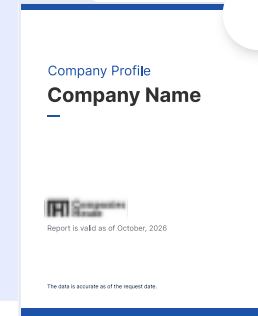 Company Profile
Company Name
Report is valid as of October, 2026
The data is accurate as of the request date.